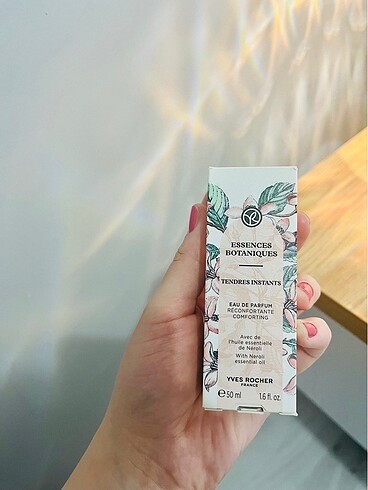 YR
ESSENCES
BOTANIQUES
TENDRES INSTANTS
EAU DE PARFUM
RÉCONFORTANTE
COMFORTING
Avec de
l'huile essentielle
de Néroli
With Neroli
essential oil
YVES ROCHER
FRANCE
℮50 ml 1.6 fl. oz.